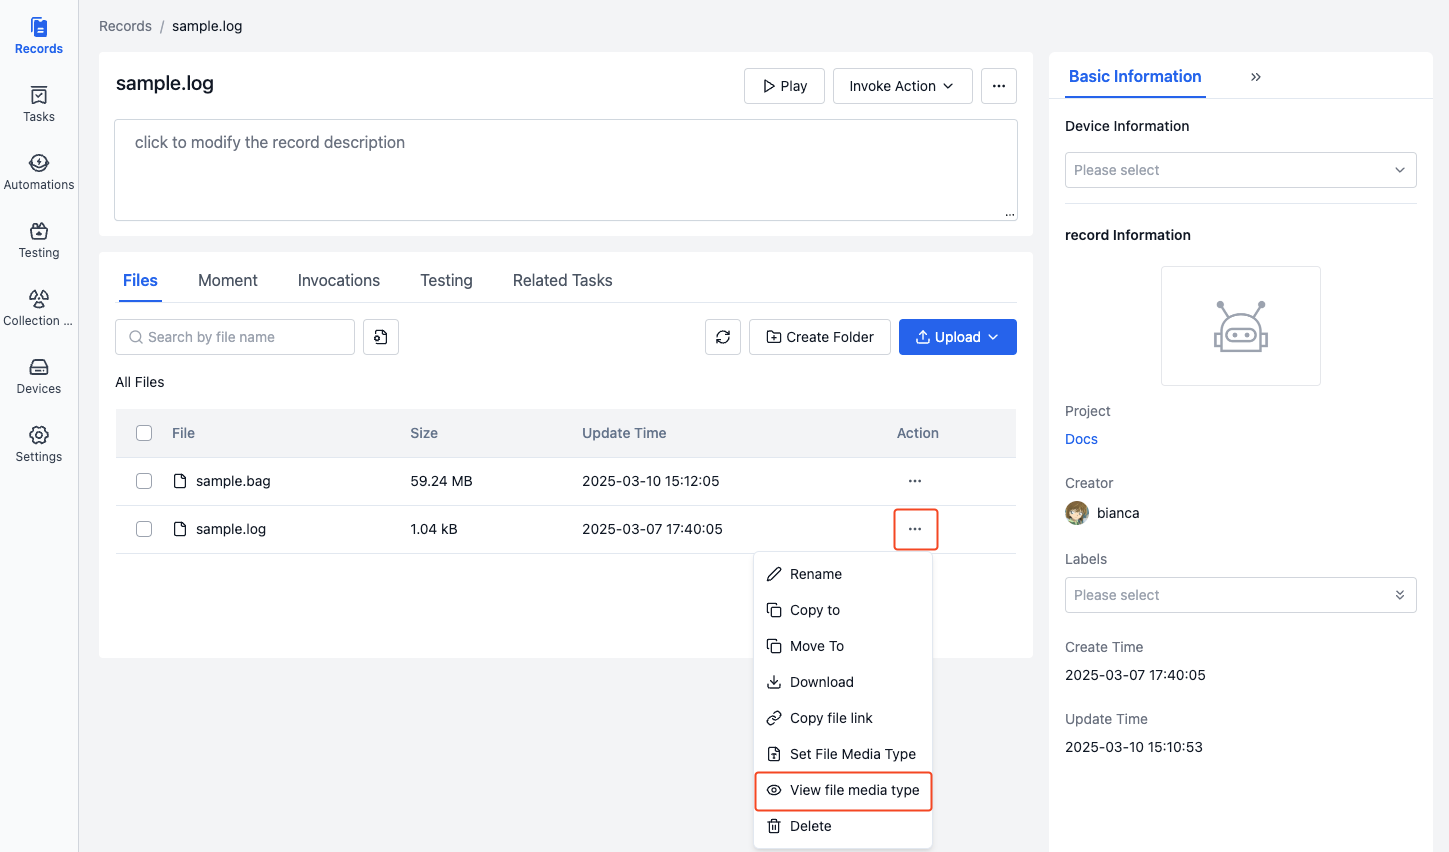 Records
Tasks
Automations
Testing
Collection ...
Devices
Settings
Records / sample.log
sample.log
Play
Invoke Action
...
click to modify the record description
...
Files Moment Invocations Testing Related Tasks
Search by file name
Create Folder
Upload
All Files
File Size Update Time Action
sample.bag 59.24 MB 2025-03-10 15:12:05 ...
sample.log 1.04 kB 2025-03-07 17:40:05 ...
Rename
Copy to
Move To
Download
Copy file link
Set File Media Type
View file media type
Delete
Basic Information »
Device Information
Please select
record Information
Project
Docs
Creator
bianca
Labels
Please select
Create Time
2025-03-07 17:40:05
Update Time
2025-03-10 15:10:53